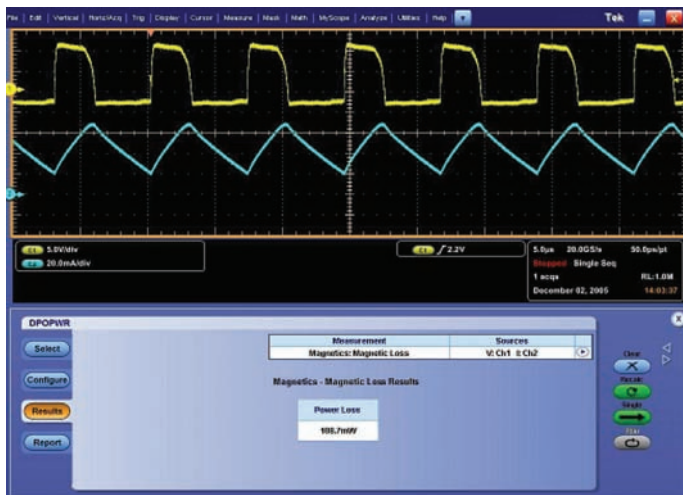 File | Edit | Vertical | Horiz/Acq | Trig | Display | Cursor | Measure | Mask | Math | MyScope | Analyze | Utilities | Help
Tek
1
2
C1 5.0V/div
C2 20.0mA/div
C1 2.2V
5.0µs 20.0GS/s 50.0ps/pt
Stopped Single Seq
1 acqs RL:1.0M
December 02, 2005 14:03:37
DPOPWR
Select
Configure
Results
Report
Measurement Sources
Magnetics: Magnetic Loss V: Ch1 I: Ch2
Magnetics - Magnetic Loss Results
Power Loss
108.7mW
Clear
Recalc
Single
Run